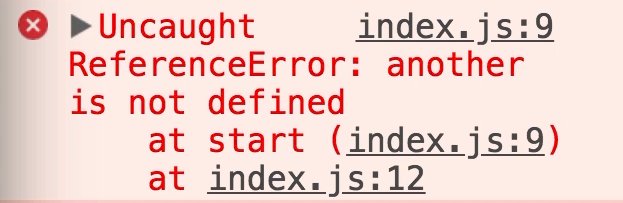 Uncaught index.js:9
ReferenceError: another
is not defined
at start (index.js:9)
at index.js:12